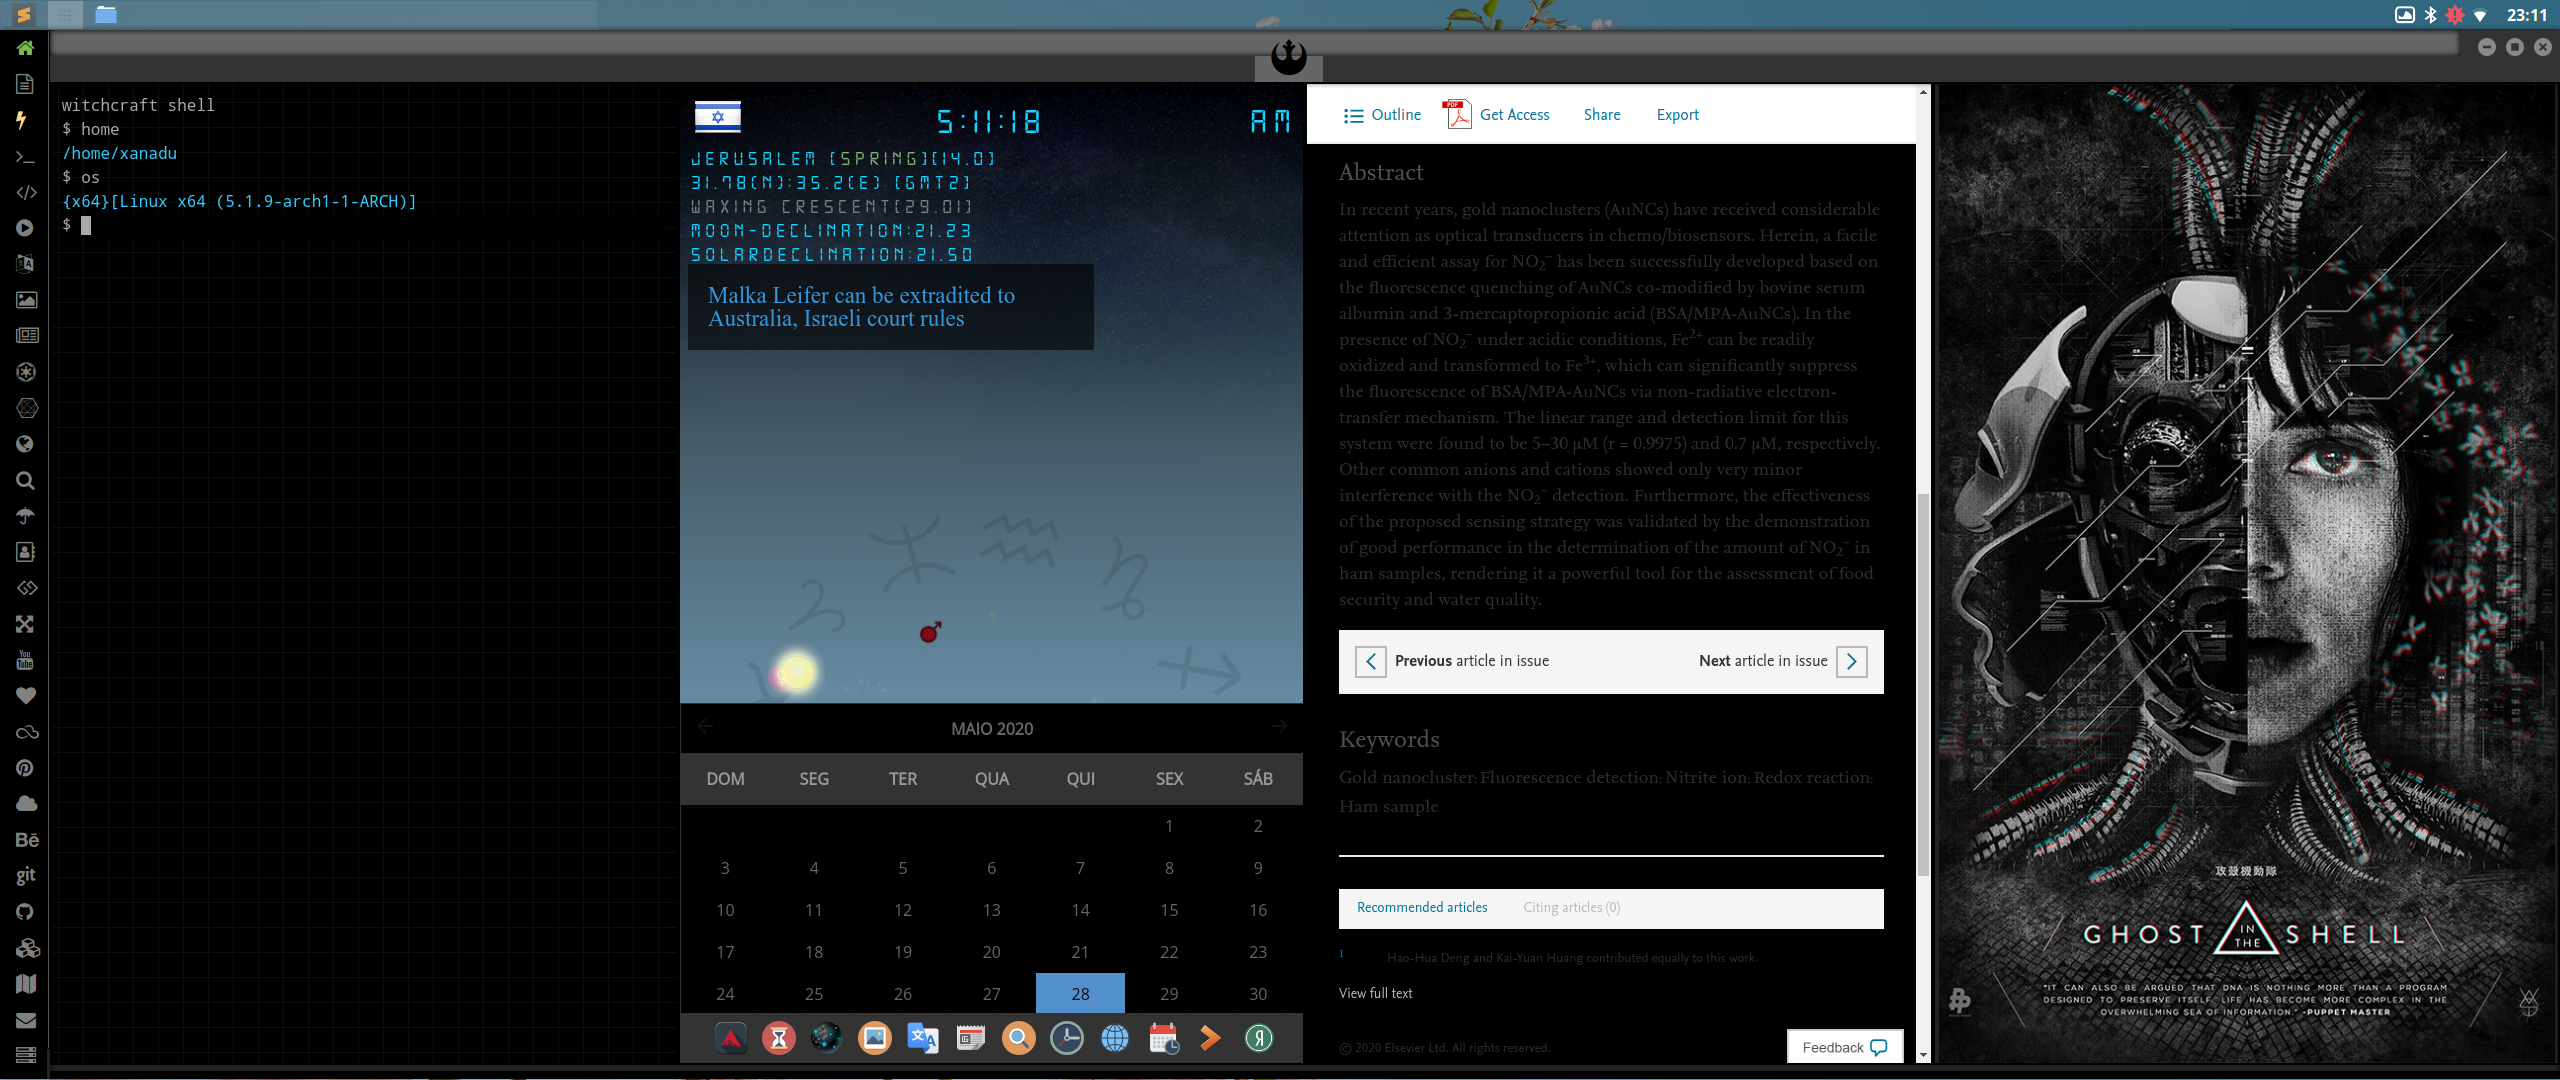 23:11
witchcraft shell
$ home
/home/xanadu
$ os
{x64}[Linux x64 (5.1.9-arch1-1-ARCH)]
$
You
Tube
Bē
git
5:11:18 AM
JERUSALEM [SPRING][14.0]
31.78(N):35.2(E) [GMT2]
WAXING CRESCENT[29.01]
MOON-DECLINATION:21.23
SOLARDECLINATION:21.50
Malka Leifer can be extradited to
Australia, Israeli court rules
MAIO 2020
DOM SEG TER QUA QUI SEX SÁB
1 2
3 4 5 6 7 8 9
10 11 12 13 14 15 16
17 18 19 20 21 22 23
24 25 26 27 28 29 30
Outline PDF Get Access Share Export
Abstract
In recent years, gold nanoclusters (AuNCs) have received considerable
attention as optical transducers in chemo/biosensors. Herein, a facile
and efficient assay for NO₂⁻ has been successfully developed based on
the fluorescence quenching of AuNCs co-modified by bovine serum
albumin and 3-mercaptopropionic acid (BSA/MPA-AuNCs). In the
presence of NO₂⁻ under acidic conditions, Fe²⁺ can be readily
oxidized and transformed to Fe³⁺, which can significantly suppress
the fluorescence of BSA/MPA-AuNCs via non-radiative electron-
transfer mechanism. The linear range and detection limit for this
system were found to be 5–30 μM (r = 0.9975) and 0.7 μM, respectively.
Other common anions and cations showed only very minor
interference with the NO₂⁻ detection. Furthermore, the effectiveness
of the proposed sensing strategy was validated by the demonstration
of good performance in the determination of the amount of NO₂⁻ in
ham samples, rendering it a powerful tool for the assessment of food
security and water quality.
Previous article in issue Next article in issue
Keywords
Gold nanocluster; Fluorescence detection; Nitrite ion; Redox reaction;
Ham sample
Recommended articles Citing articles (0)
1 Hao-Hua Deng and Kai-Yuan Huang contributed equally to this work.
View full text
© 2020 Elsevier Ltd. All rights reserved.
Feedback
攻殻機動隊
GHOST IN THE SHELL
"IT CAN ALSO BE ARGUED THAT DNA IS NOTHING MORE THAN A PROGRAM
DESIGNED TO PRESERVE ITSELF. LIFE HAS BECOME MORE COMPLEX IN THE
OVERWHELMING SEA OF INFORMATION." -PUPPET MASTER